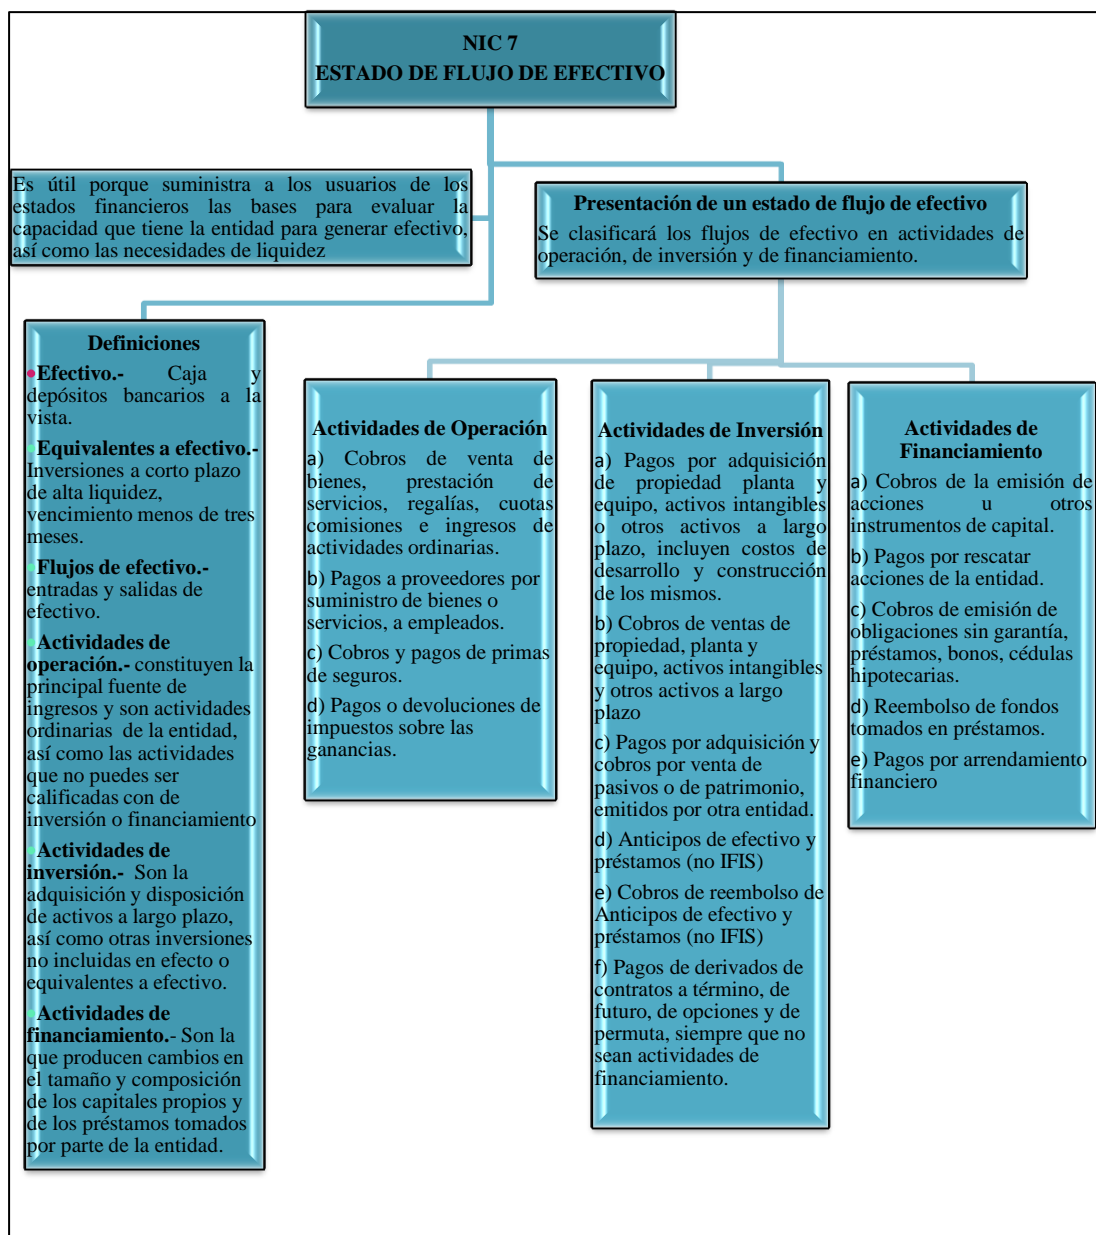 NIC 7
ESTADO DE FLUJO DE EFECTIVO
Es útil porque suministra a los usuarios de los
estados financieros las bases para evaluar la
capacidad que tiene la entidad para generar efectivo,
así como las necesidades de liquidez
Presentación de un estado de flujo de efectivo
Se clasificará los flujos de efectivo en actividades de
operación, de inversión y de financiamiento.
Definiciones
•Efectivo.- Caja y
depósitos bancarios a la
vista.
•Equivalentes a efectivo.-
Inversiones a corto plazo
de alta liquidez,
vencimiento menos de tres
meses.
•Flujos de efectivo.-
entradas y salidas de
efectivo.
•Actividades de
operación.- constituyen la
principal fuente de
ingresos y son actividades
ordinarias de la entidad,
así como las actividades
que no puedes ser
calificadas con de
inversión o financiamiento
•Actividades de
inversión.- Son la
adquisición y disposición
de activos a largo plazo,
así como otras inversiones
no incluidas en efecto o
equivalentes a efectivo.
•Actividades de
financiamiento.- Son la
que producen cambios en
el tamaño y composición
de los capitales propios y
de los préstamos tomados
por parte de la entidad.
Actividades de Operación
a) Cobros de venta de
bienes, prestación de
servicios, regalías, cuotas
comisiones e ingresos de
actividades ordinarias.
b) Pagos a proveedores por
suministro de bienes o
servicios, a empleados.
c) Cobros y pagos de primas
de seguros.
d) Pagos o devoluciones de
impuestos sobre las
ganancias.
Actividades de Inversión
a) Pagos por adquisición
de propiedad planta y
equipo, activos intangibles
o otros activos a largo
plazo, incluyen costos de
desarrollo y construcción
de los mismos.
b) Cobros de ventas de
propiedad, planta y
equipo, activos intangibles
y otros activos a largo
plazo
c) Pagos por adquisición y
cobros por venta de
pasivos o de patrimonio,
emitidos por otra entidad.
d) Anticipos de efectivo y
préstamos (no IFIS)
e) Cobros de reembolso de
Anticipos de efectivo y
préstamos (no IFIS)
f) Pagos de derivados de
contratos a término, de
futuro, de opciones y de
permuta, siempre que no
sean actividades de
financiamiento.
Actividades de
Financiamiento
a) Cobros de la emisión de
acciones u otros
instrumentos de capital.
b) Pagos por rescatar
acciones de la entidad.
c) Cobros de emisión de
obligaciones sin garantía,
préstamos, bonos, cédulas
hipotecarias.
d) Reembolso de fondos
tomados en préstamos.
e) Pagos por arrendamiento
financiero